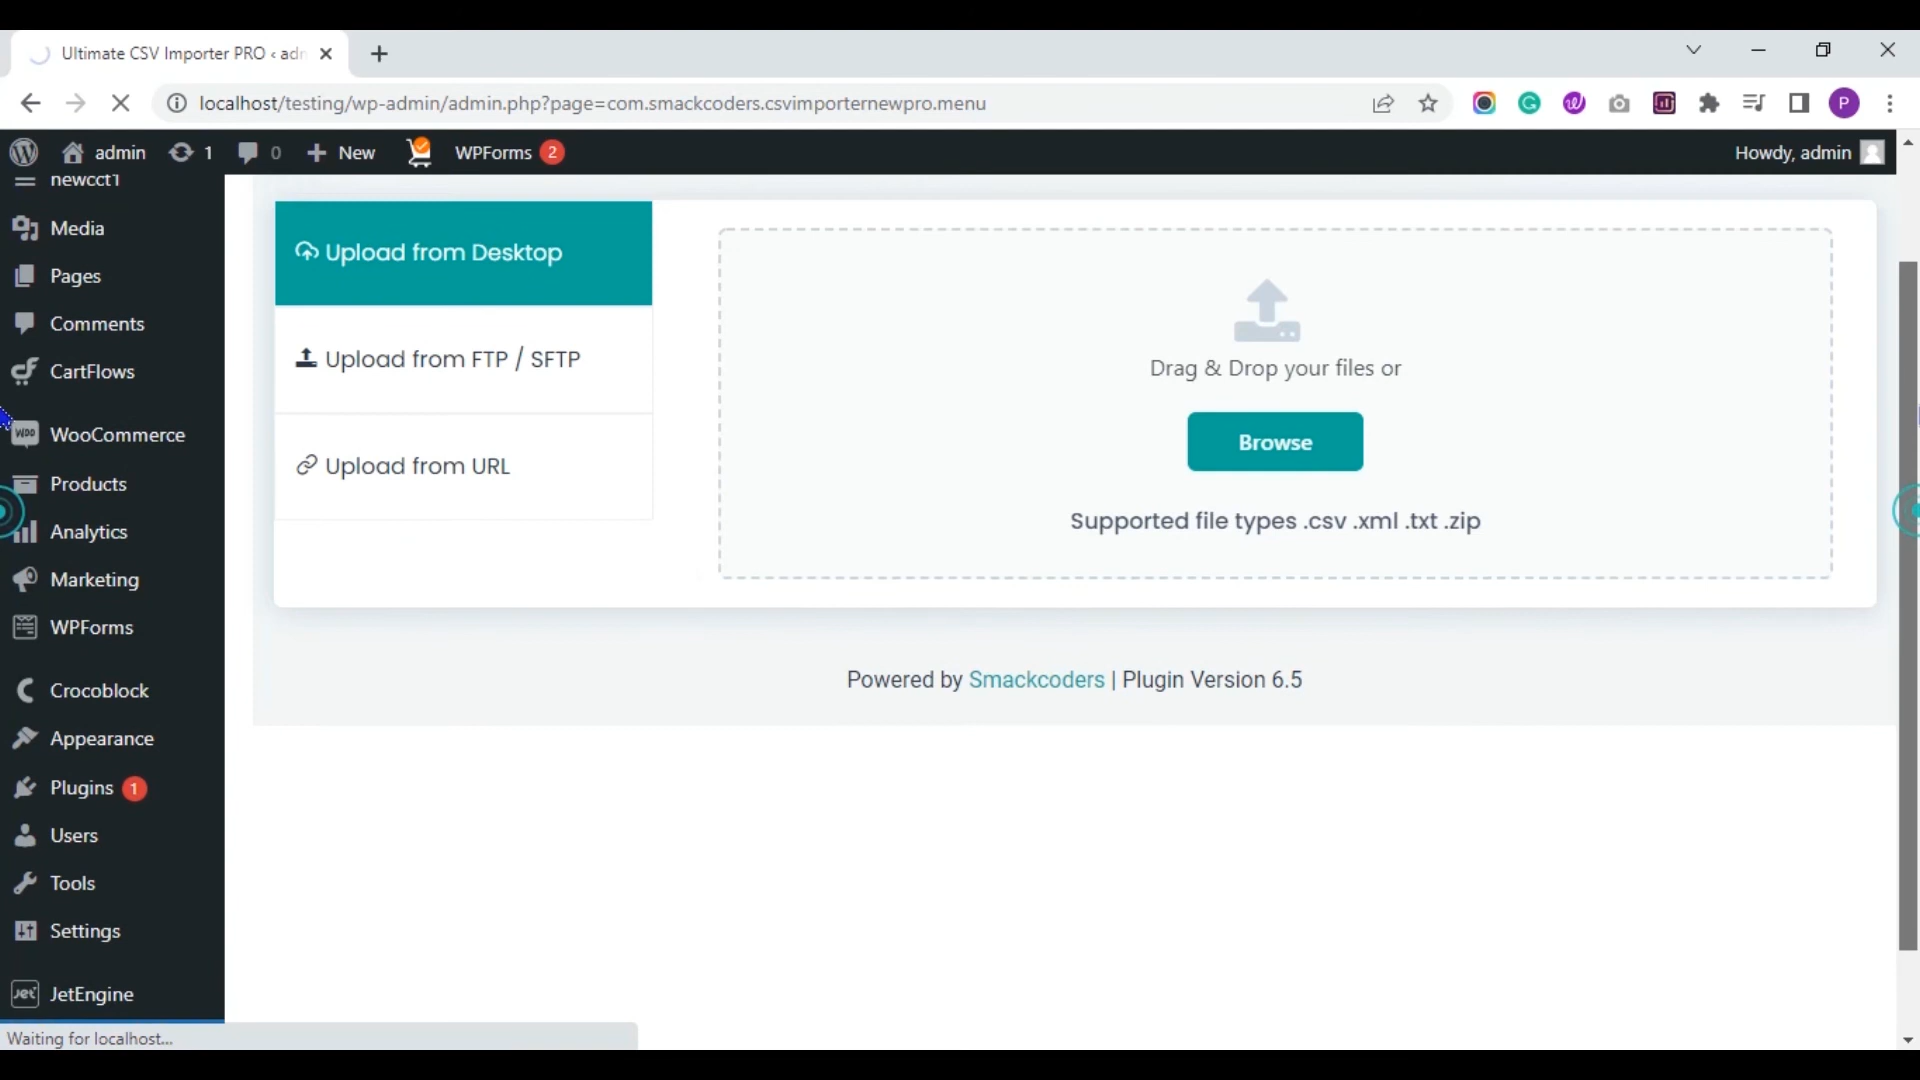 Ultimate CSV Importer PRO ‹ adn
localhost/testing/wp-admin/admin.php?page=com.smackcoders.csvimporternewpro.menu
P
admin
1
0
New
WPForms 2
Howdy, admin
newcct1
Media
Pages
Comments
CartFlows
WooCommerce
Products
Analytics
Marketing
WPForms
Crocoblock
Appearance
Plugins 1
Users
Tools
Settings
Jet JetEngine
Upload from Desktop
Upload from FTP / SFTP
Upload from URL
Drag & Drop your files or
Browse
Supported file types .csv .xml .txt .zip
Powered by Smackcoders | Plugin Version 6.5
Waiting for localhost...